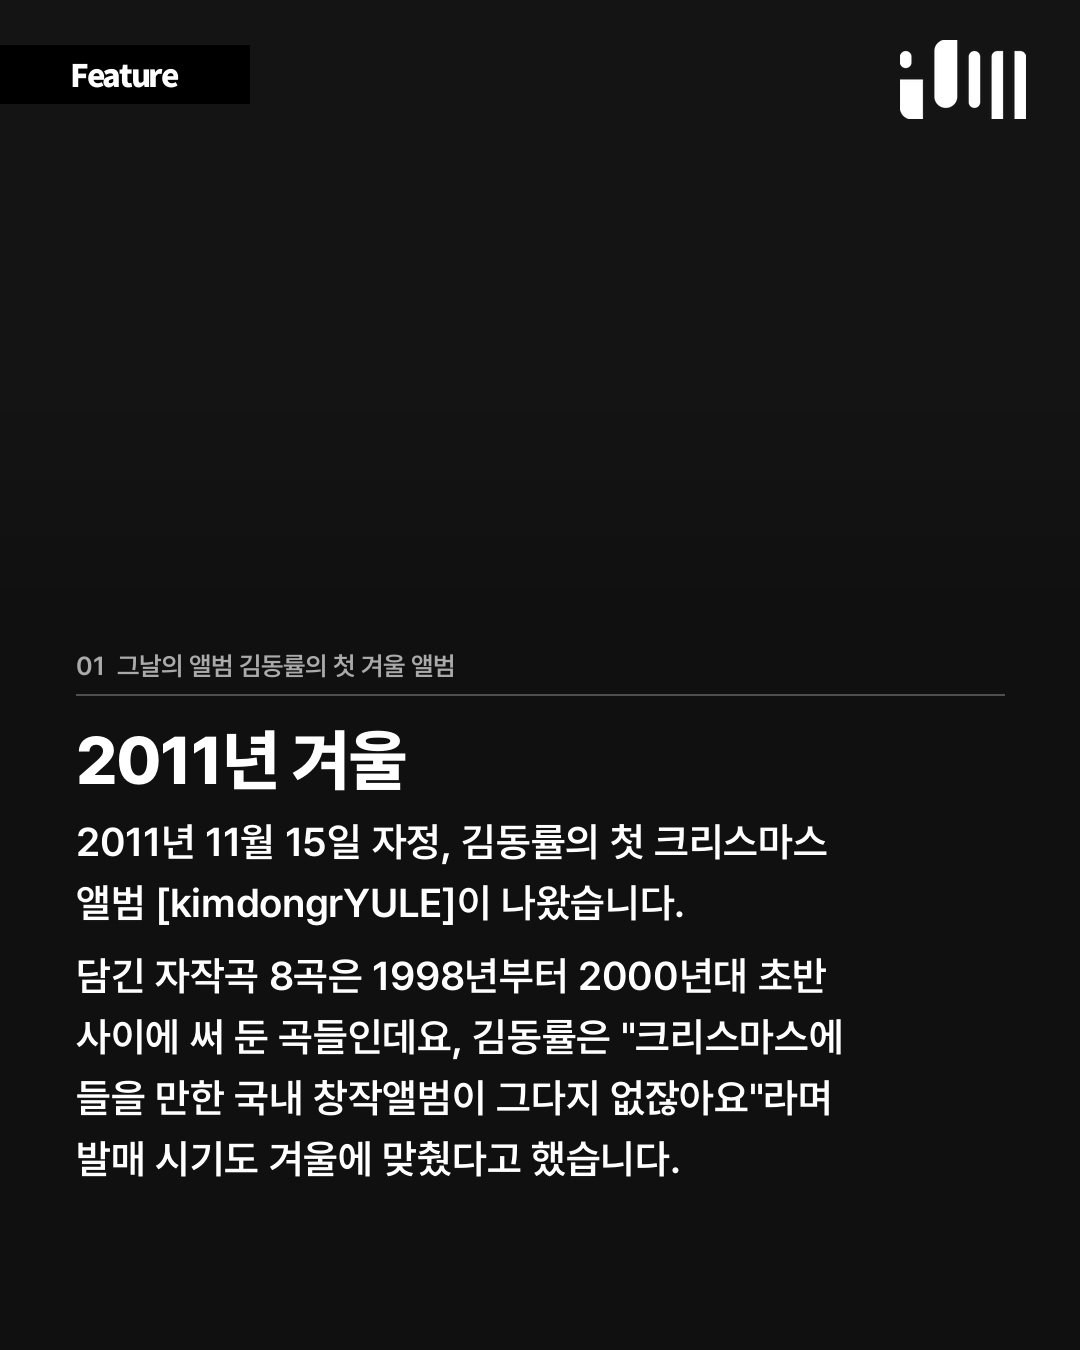 Feature
01 그날의 앨범 김동률의 첫 겨울 앨범
2011년 겨울
2011년 11월 15일 자정, 김동률의 첫 크리스마스
앨범 [kimdongrYULE]이 나왔습니다.
담긴 자작곡 8곡은 1998년부터 2000년대 초반
사이에 써 둔 곡들인데요, 김동률은 "크리스마스에
들을 만한 국내 창작앨범이 그다지 없잖아요"라며
발매 시기도 겨울에 맞췄다고 했습니다.